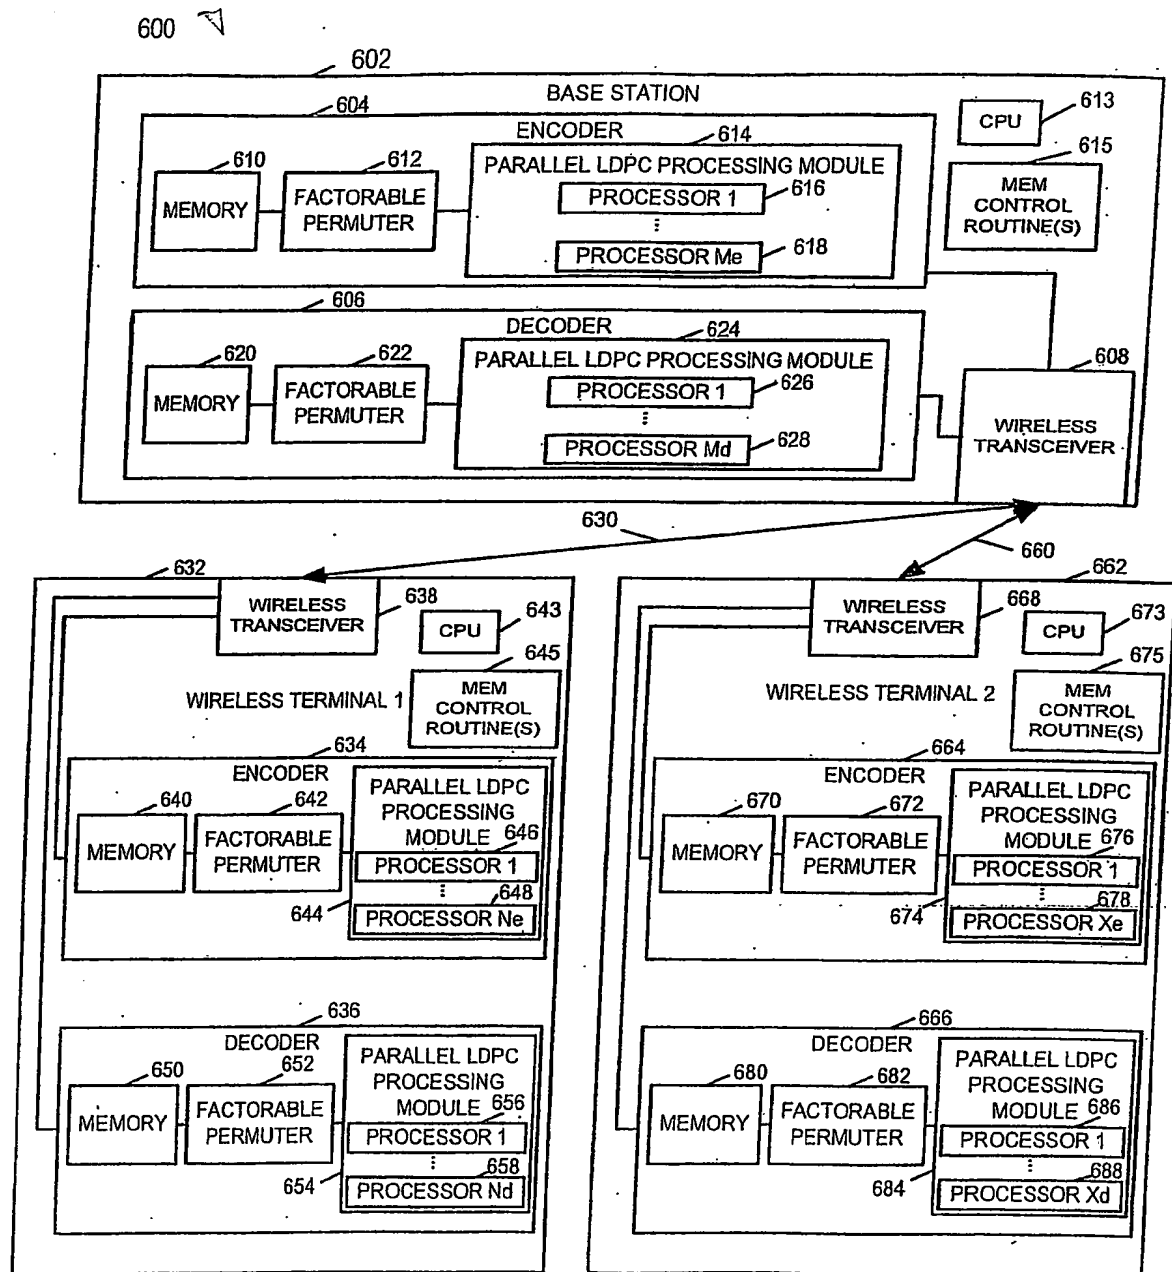 600
602
BASE STATION
604
ENCODER
614
CPU
613
610
612
PARALLEL LDPC PROCESSING MODULE
615
MEMORY
FACTORABLE
PERMUTER
PROCESSOR 1
616
⋮
PROCESSOR Me
618
MEM
CONTROL
ROUTINE(S)
606
DECODER
624
620
622
PARALLEL LDPC PROCESSING MODULE
608
MEMORY
FACTORABLE
PERMUTER
PROCESSOR 1
626
⋮
PROCESSOR Md
628
WIRELESS
TRANSCEIVER
630
660
632
WIRELESS
TRANSCEIVER
638
CPU
643
645
WIRELESS TERMINAL 1
MEM
CONTROL
ROUTINE(S)
634
ENCODER
640
642
PARALLEL LDPC
PROCESSING
MODULE
646
MEMORY
FACTORABLE
PERMUTER
PROCESSOR 1
⋮
648
644
PROCESSOR Ne
636
DECODER
650
652
PARALLEL LDPC
PROCESSING
MODULE
656
MEMORY
FACTORABLE
PERMUTER
PROCESSOR 1
⋮
658
654
PROCESSOR Nd
662
WIRELESS
TRANSCEIVER
668
CPU
673
675
WIRELESS TERMINAL 2
MEM
CONTROL
ROUTINE(S)
664
ENCODER
670
672
PARALLEL LDPC
PROCESSING
MODULE
676
MEMORY
FACTORABLE
PERMUTER
PROCESSOR 1
⋮
678
674
PROCESSOR Xe
666
DECODER
680
682
PARALLEL LDPC
PROCESSING
MODULE
686
MEMORY
FACTORABLE
PERMUTER
PROCESSOR 1
⋮
688
684
PROCESSOR Xd